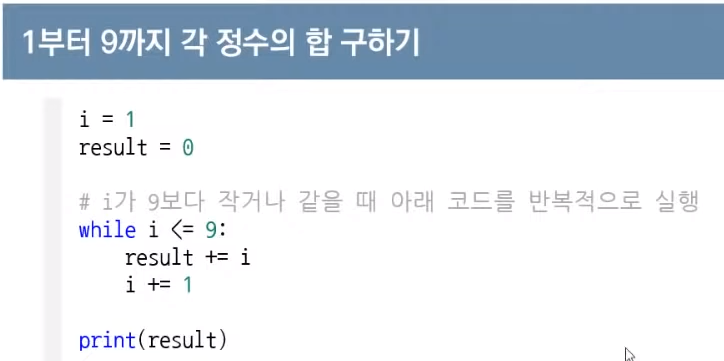 1부터 9까지 각 정수의 합 구하기
i = 1
result = 0
# i가 9보다 작거나 같을 때 아래 코드를 반복적으로 실행
while i <= 9:
    result += i
    i += 1
print(result)